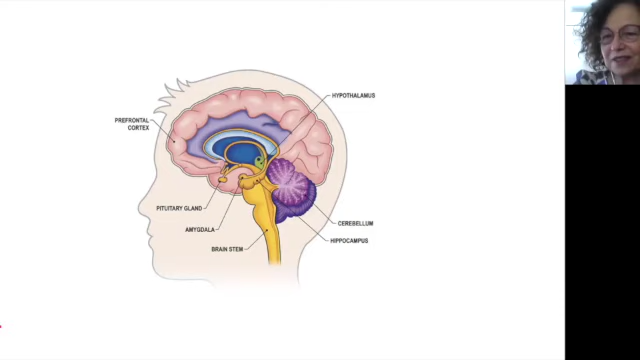 HYPOTHALAMUS
PREFRONTAL
CORTEX
PITUITARY GLAND
AMYGDALA
BRAIN STEM
CEREBELLUM
HIPPOCAMPUS